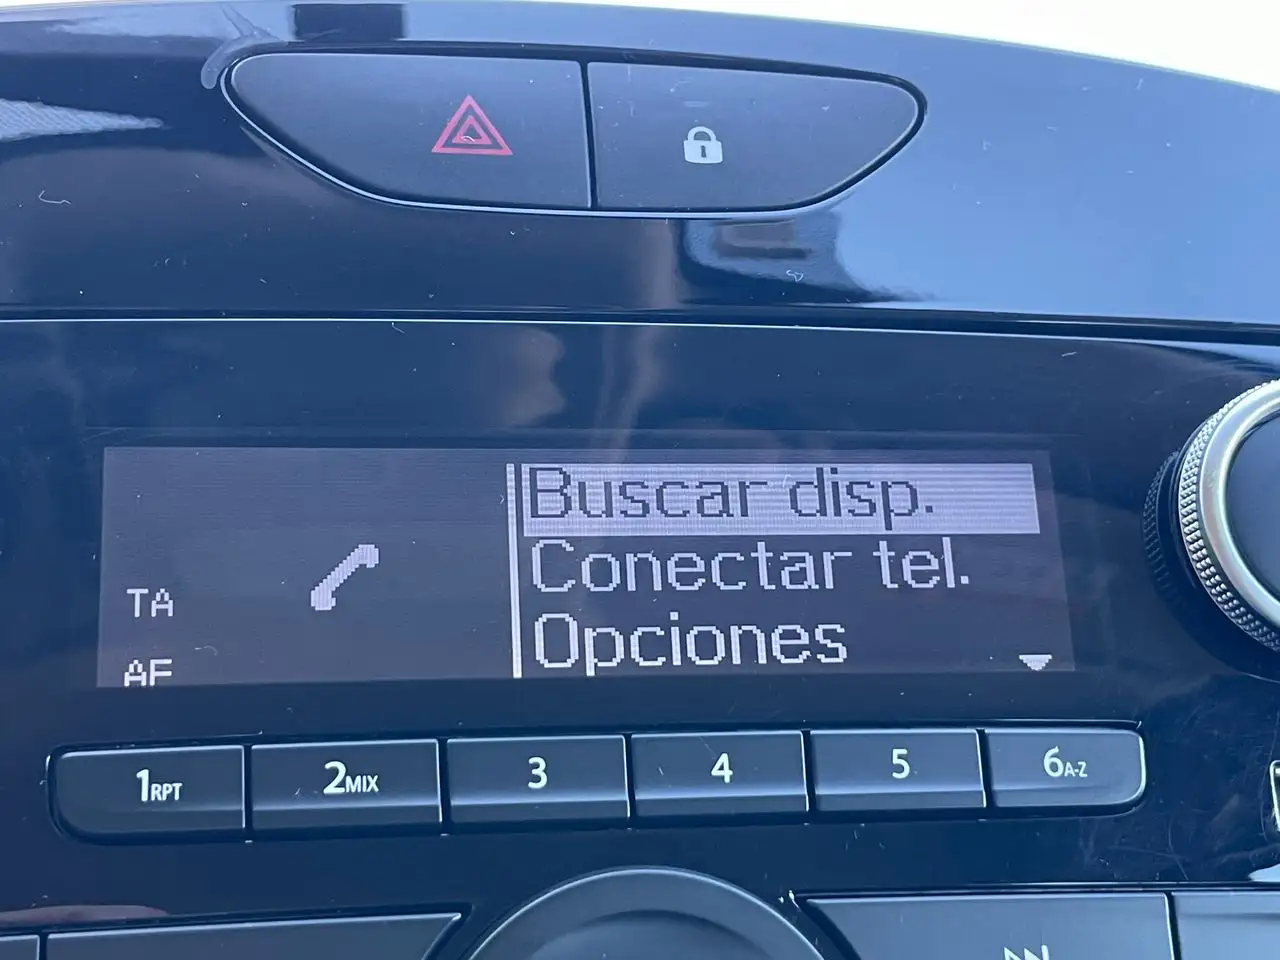 Buscar disp.
Conectar tel.
TA
Opciones
AF
1RPT
2MIX
3
4
5
6A-Z